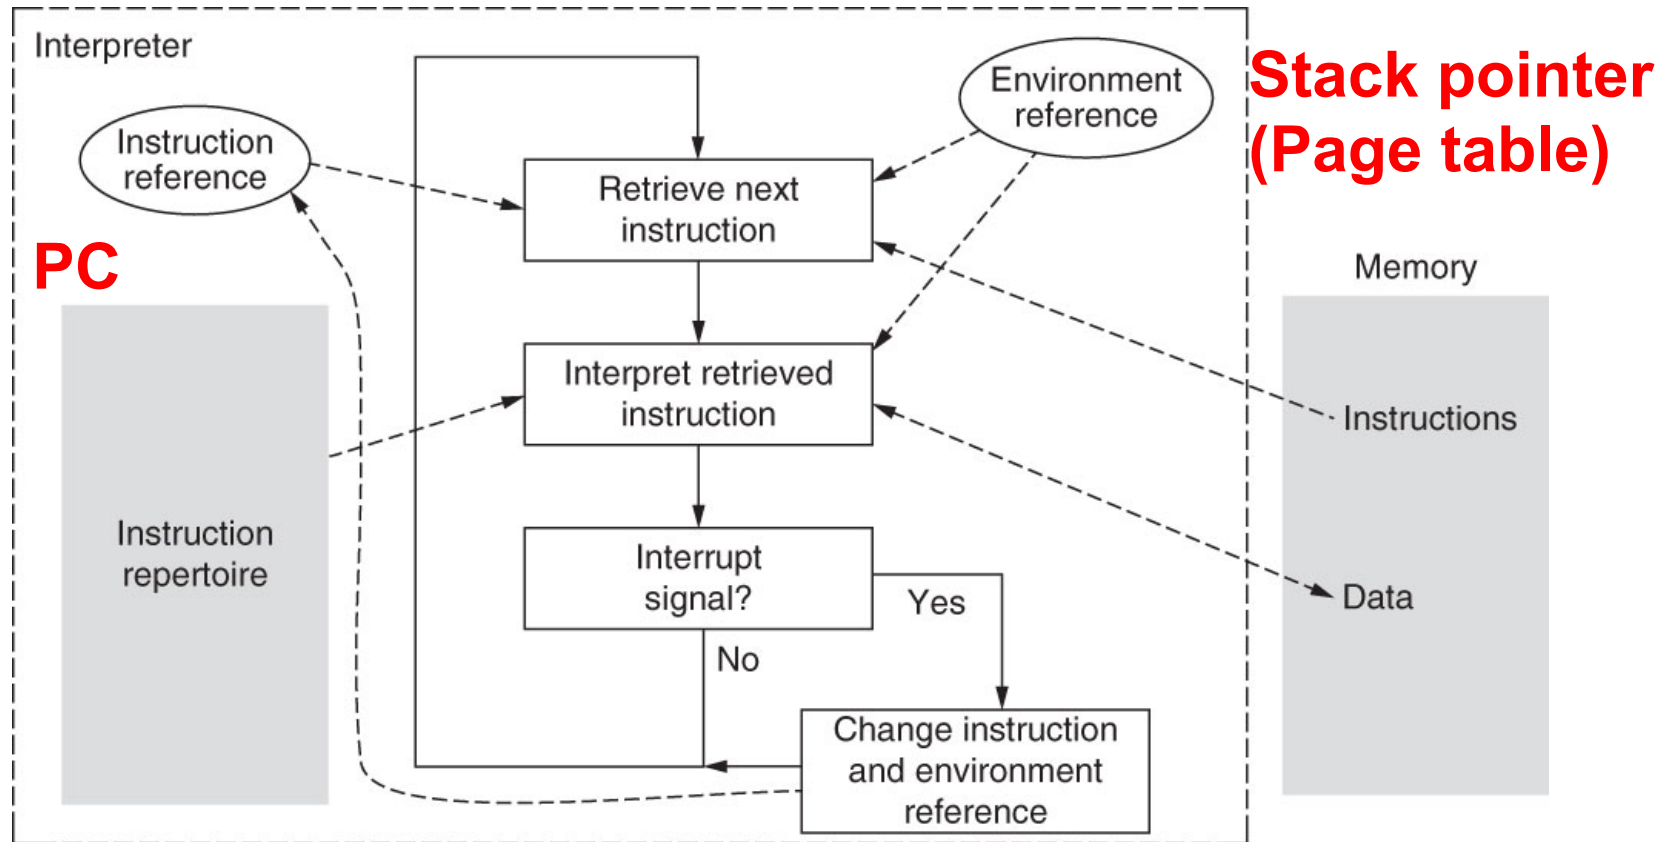 Interpreter
Environment
reference
Stack pointer
(Page table)
Instruction
reference
PC
Retrieve next
instruction
Memory
Interpret retrieved
instruction
Instructions
Instruction
repertoire
Interrupt
signal?
Yes
Data
No
Change instruction
and environment
reference